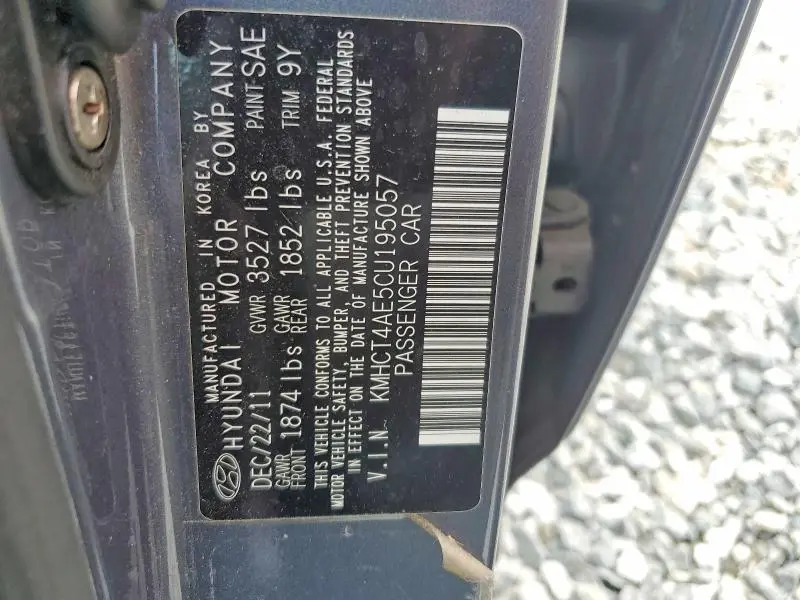 MANUFACTURED IN KOREA BY
HYUNDAI MOTOR COMPANY
DEC/22/11 GVWR 3527 lbs PAINT SAE
GAWR FRONT 1874 lbs GAWR REAR 1852 lbs TRIM 9Y
THIS VEHICLE CONFORMS TO ALL APPLICABLE U.S.A. FEDERAL
MOTOR VEHICLE SAFETY, BUMPER, AND THEFT PREVENTION STANDARDS
IN EFFECT ON THE DATE OF MANUFACTURE SHOWN ABOVE
V.I.N KMHCT4AE5CU195057
PASSENGER CAR